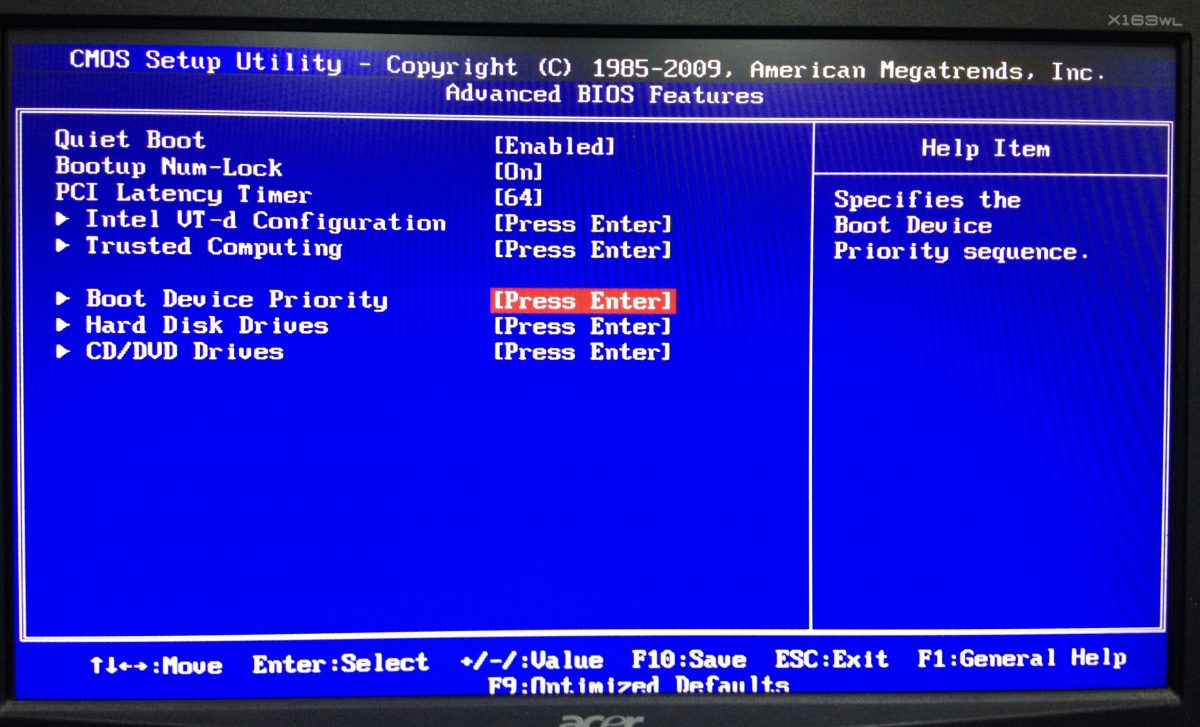 X163WL
CMOS Setup Utility - Copyright (C) 1985-2009, American Megatrends, Inc.
Advanced BIOS Features
Quiet Boot [Enabled]
Bootup Num-Lock [On]
PCI Latency Timer [64]
► Intel VT-d Configuration [Press Enter]
► Trusted Computing [Press Enter]
► Boot Device Priority [Press Enter]
► Hard Disk Drives [Press Enter]
► CD/DVD Drives [Press Enter]
Help Item
Specifies the
Boot Device
Priority sequence.
↑↓←→:Move Enter:Select +/-/:Value F10:Save ESC:Exit F1:General Help
F9:Optimized Defaults
acer